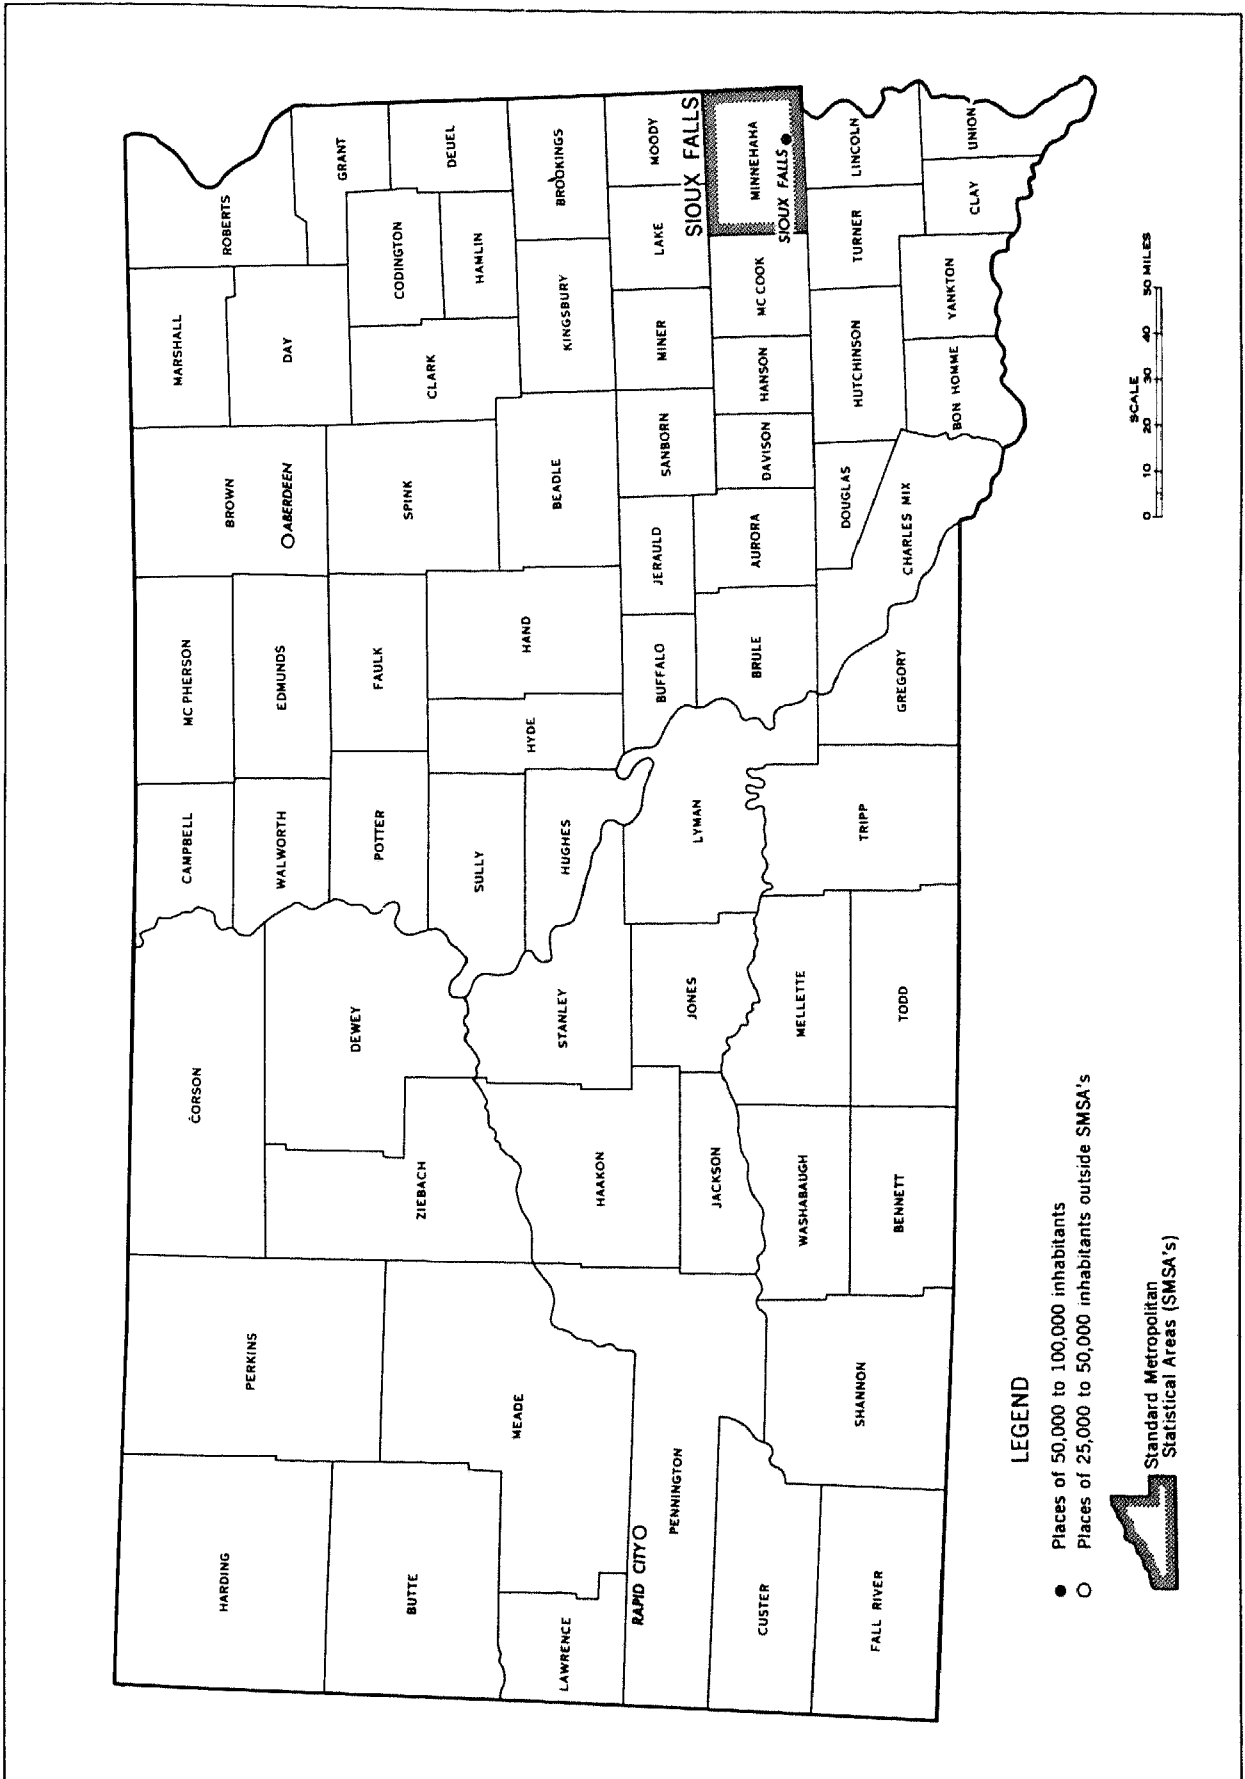 HARDING
PERKINS
CORSON
CAMPBELL
MC PHERSON
BROWN
MARSHALL
ROBERTS
WALWORTH
EDMUNDS
ABERDEEN
DAY
GRANT
BUTTE
MEADE
ZIEBACH
DEWEY
POTTER
FAULK
SPINK
CLARK
CODINGTON
DEUEL
HAMLIN
SULLY
HYDE
HAND
BEADLE
KINGSBURY
BROOKINGS
LAWRENCE
HAAKON
STANLEY
HUGHES
RAPID CITY
PENNINGTON
JACKSON
JONES
LYMAN
BUFFALO
JERAULD
SANBORN
MINER
LAKE
MOODY
SIOUX FALLS
CUSTER
WASHABAUGH
MELLETTE
BRULE
AURORA
DAVISON
HANSON
MC COOK
MINNEHAHA
SIOUX FALLS
FALL RIVER
SHANNON
BENNETT
TODD
TRIPP
GREGORY
CHARLES MIX
DOUGLAS
HUTCHINSON
TURNER
LINCOLN
BON HOMME
YANKTON
CLAY
UNION
LEGEND
Places of 50,000 to 100,000 inhabitants
Places of 25,000 to 50,000 inhabitants outside SMSA's
Standard Metropolitan
Statistical Areas (SMSA's)
SCALE
0 10 20 30 40 50 MILES